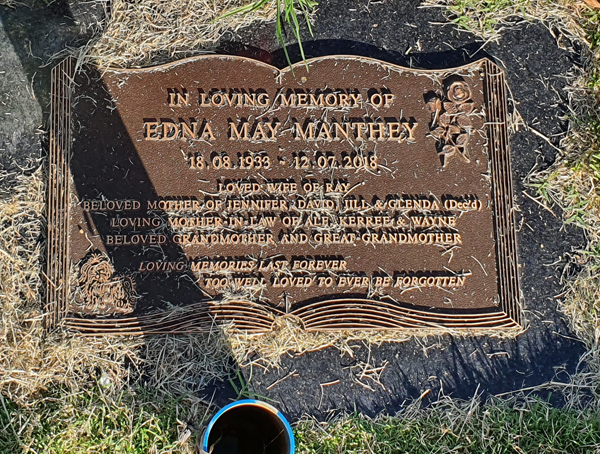 IN LOVING MEMORY OF
EDNA MAY MANTHEY
18.08.1933 - 12.07.2018
LOVED WIFE OF RAY
BELOVED MOTHER OF JENNIFER, DAVID, JILL & GLENDA (Dec'd)
LOVING MOTHER-IN-LAW OF ALF, KERREE & WAYNE
BELOVED GRANDMOTHER AND GREAT-GRANDMOTHER
LOVING MEMORIES LAST FOREVER
TOO WELL LOVED TO EVER BE FORGOTTEN